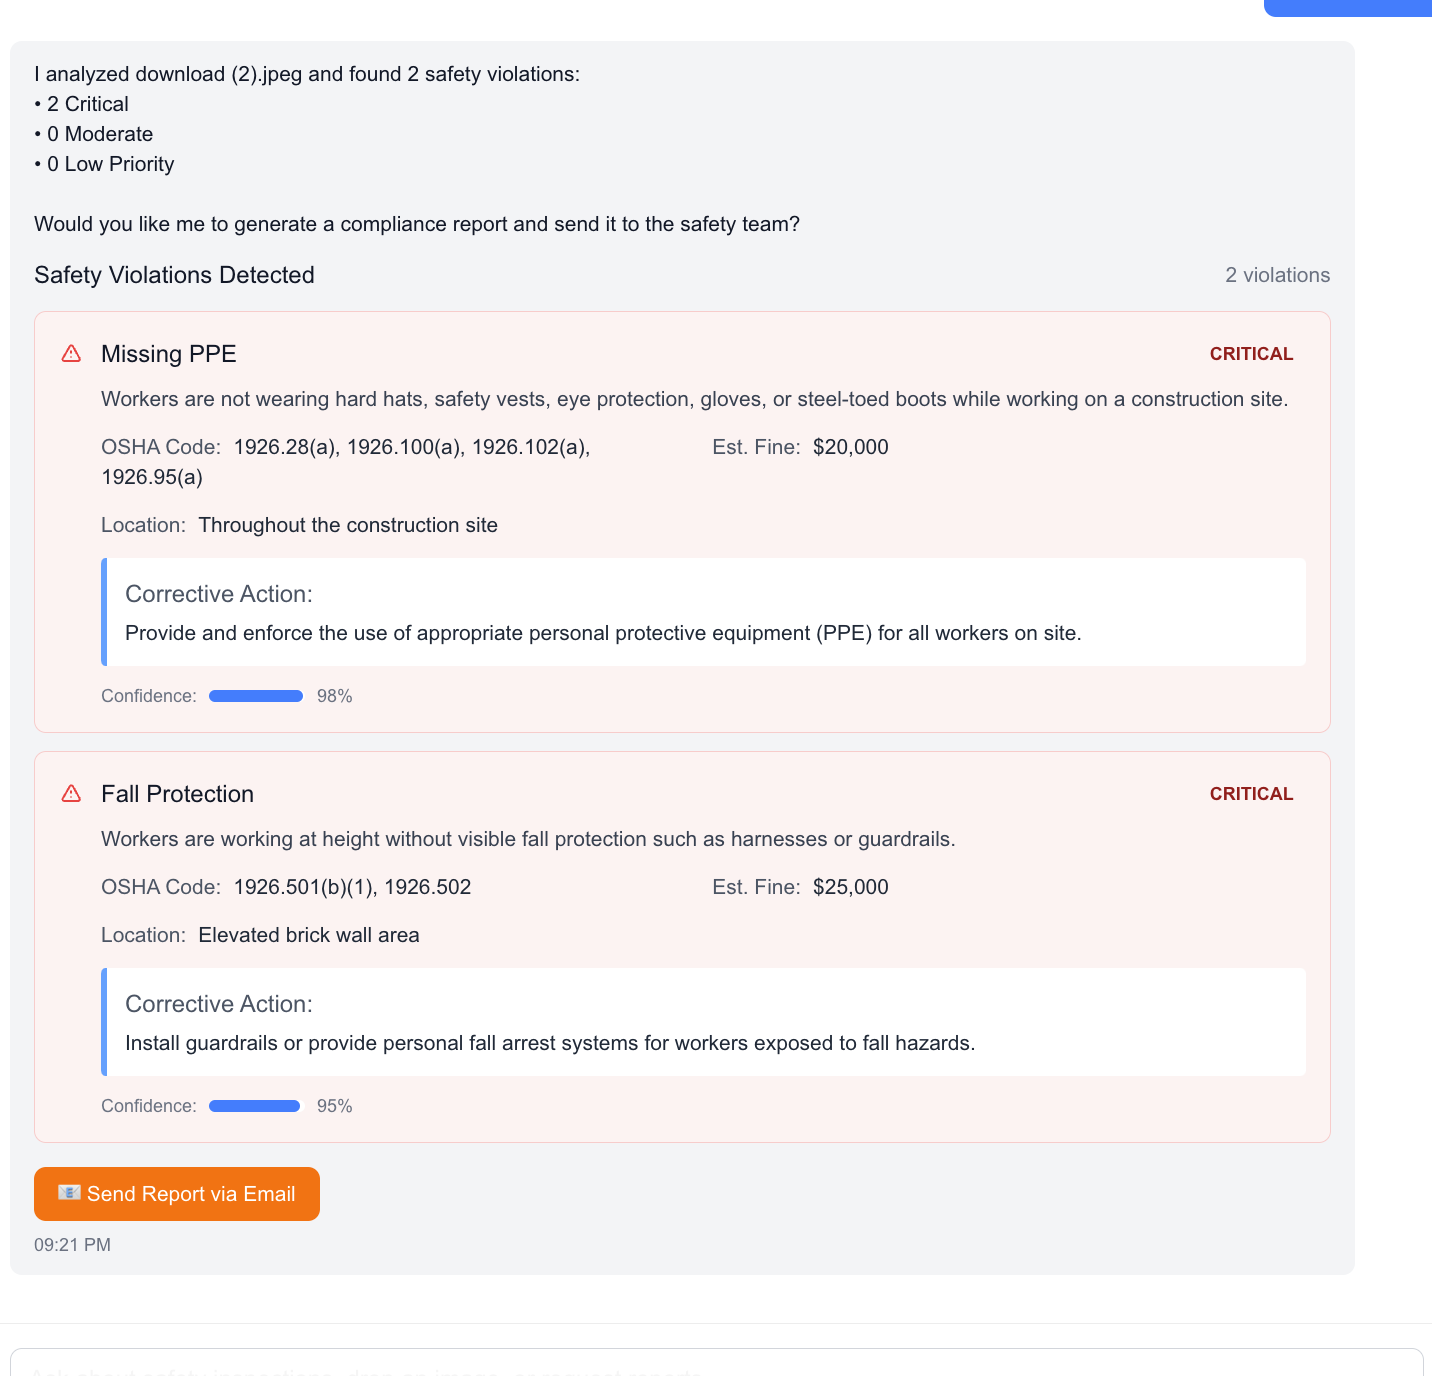 I analyzed download (2).jpeg and found 2 safety violations:
• 2 Critical
• 0 Moderate
• 0 Low Priority
Would you like me to generate a compliance report and send it to the safety team?
Safety Violations Detected
2 violations
Missing PPE
CRITICAL
Workers are not wearing hard hats, safety vests, eye protection, gloves, or steel-toed boots while working on a construction site.
OSHA Code: 1926.28(a), 1926.100(a), 1926.102(a),
1926.95(a)
Est. Fine: $20,000
Location: Throughout the construction site
Corrective Action:
Provide and enforce the use of appropriate personal protective equipment (PPE) for all workers on site.
Confidence: 98%
Fall Protection
CRITICAL
Workers are working at height without visible fall protection such as harnesses or guardrails.
OSHA Code: 1926.501(b)(1), 1926.502
Est. Fine: $25,000
Location: Elevated brick wall area
Corrective Action:
Install guardrails or provide personal fall arrest systems for workers exposed to fall hazards.
Confidence: 95%
📧 Send Report via Email
09:21 PM